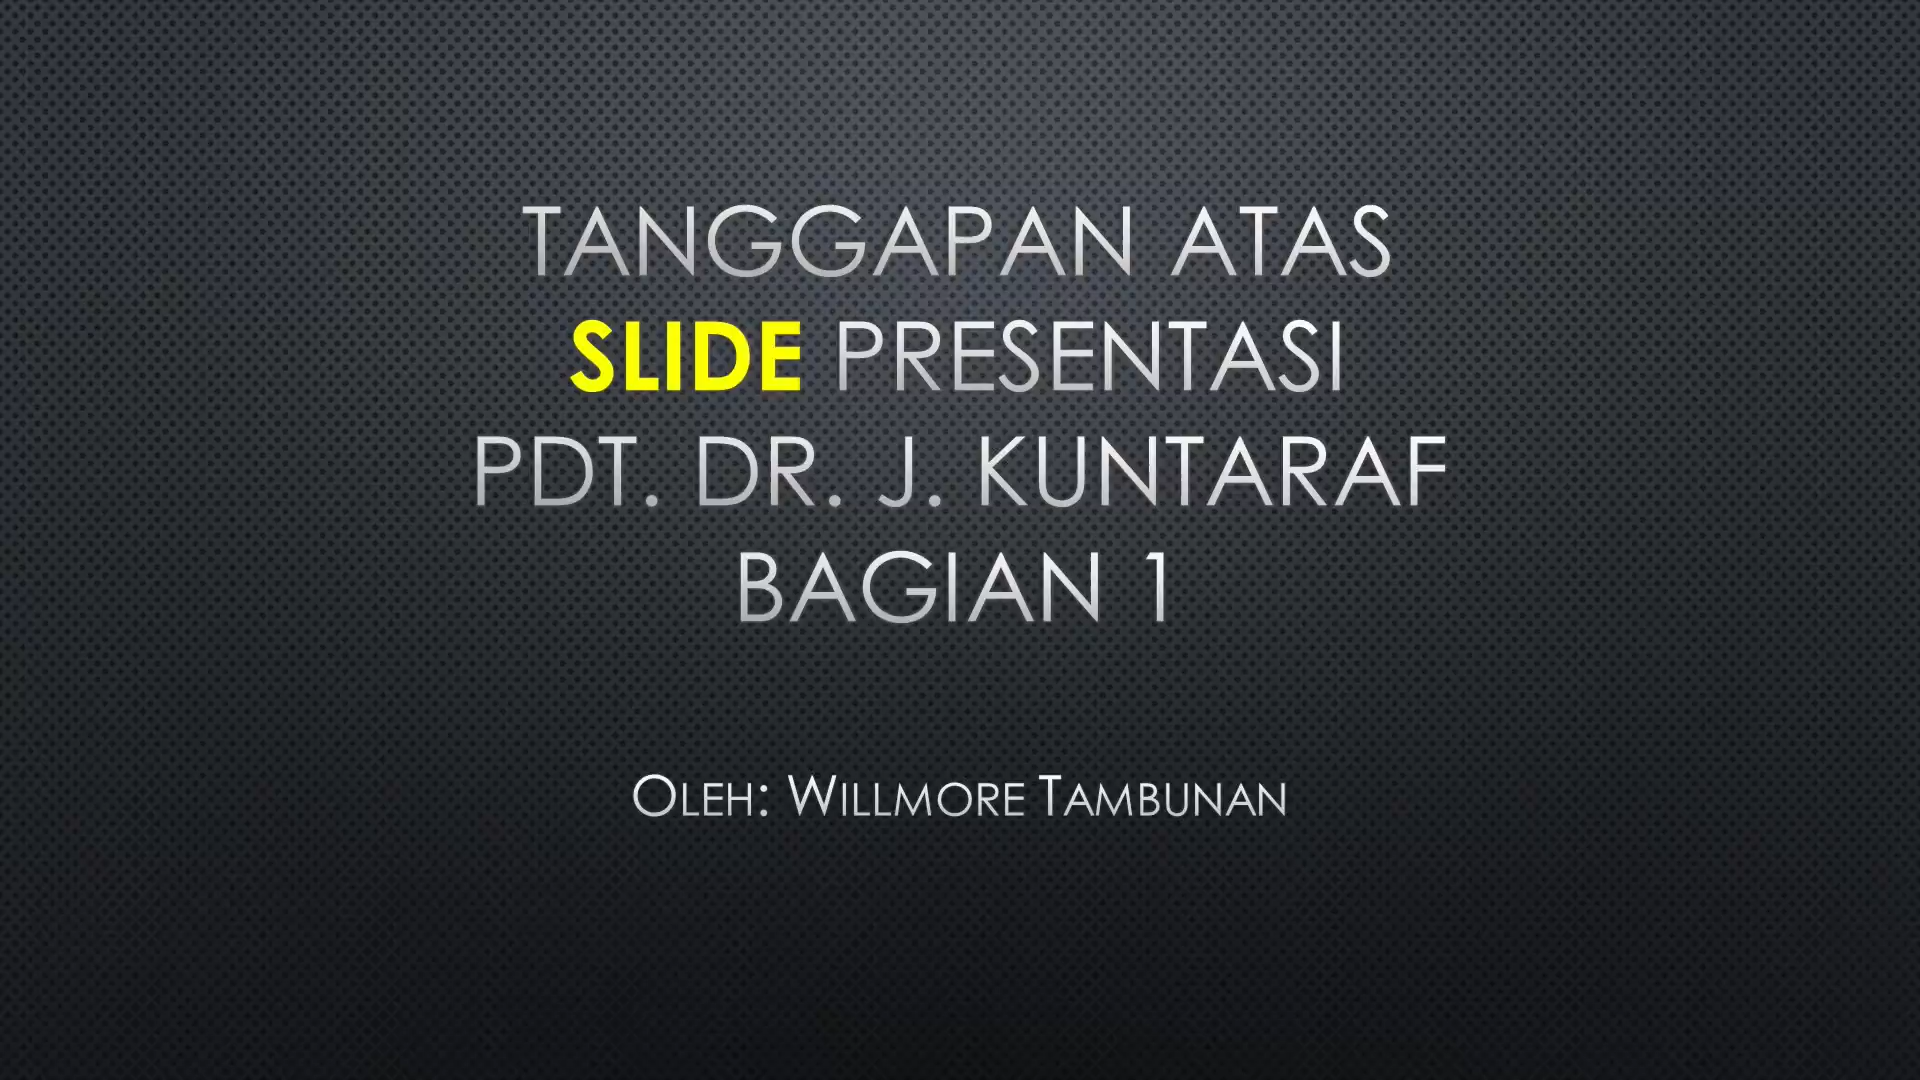 TANGGAPAN ATAS
SLIDE PRESENTASI
PDT. DR. J. KUNTARAF
BAGIAN 1
OLEH: WILLMORE TAMBUNAN